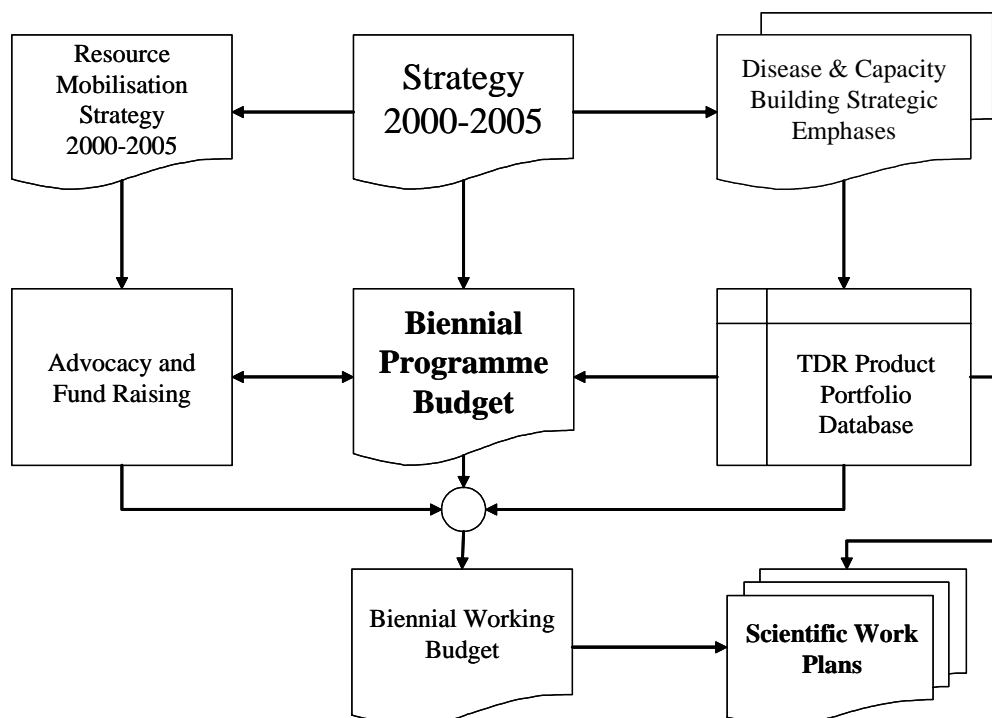 Resource
Mobilisation
Strategy
2000-2005
Strategy
2000-2005
Disease & Capacity
Building Strategic
Emphases
Advocacy and
Fund Raising
Biennial
Programme
Budget
TDR Product
Portfolio
Database
Biennial Working
Budget
Scientific Work
Plans